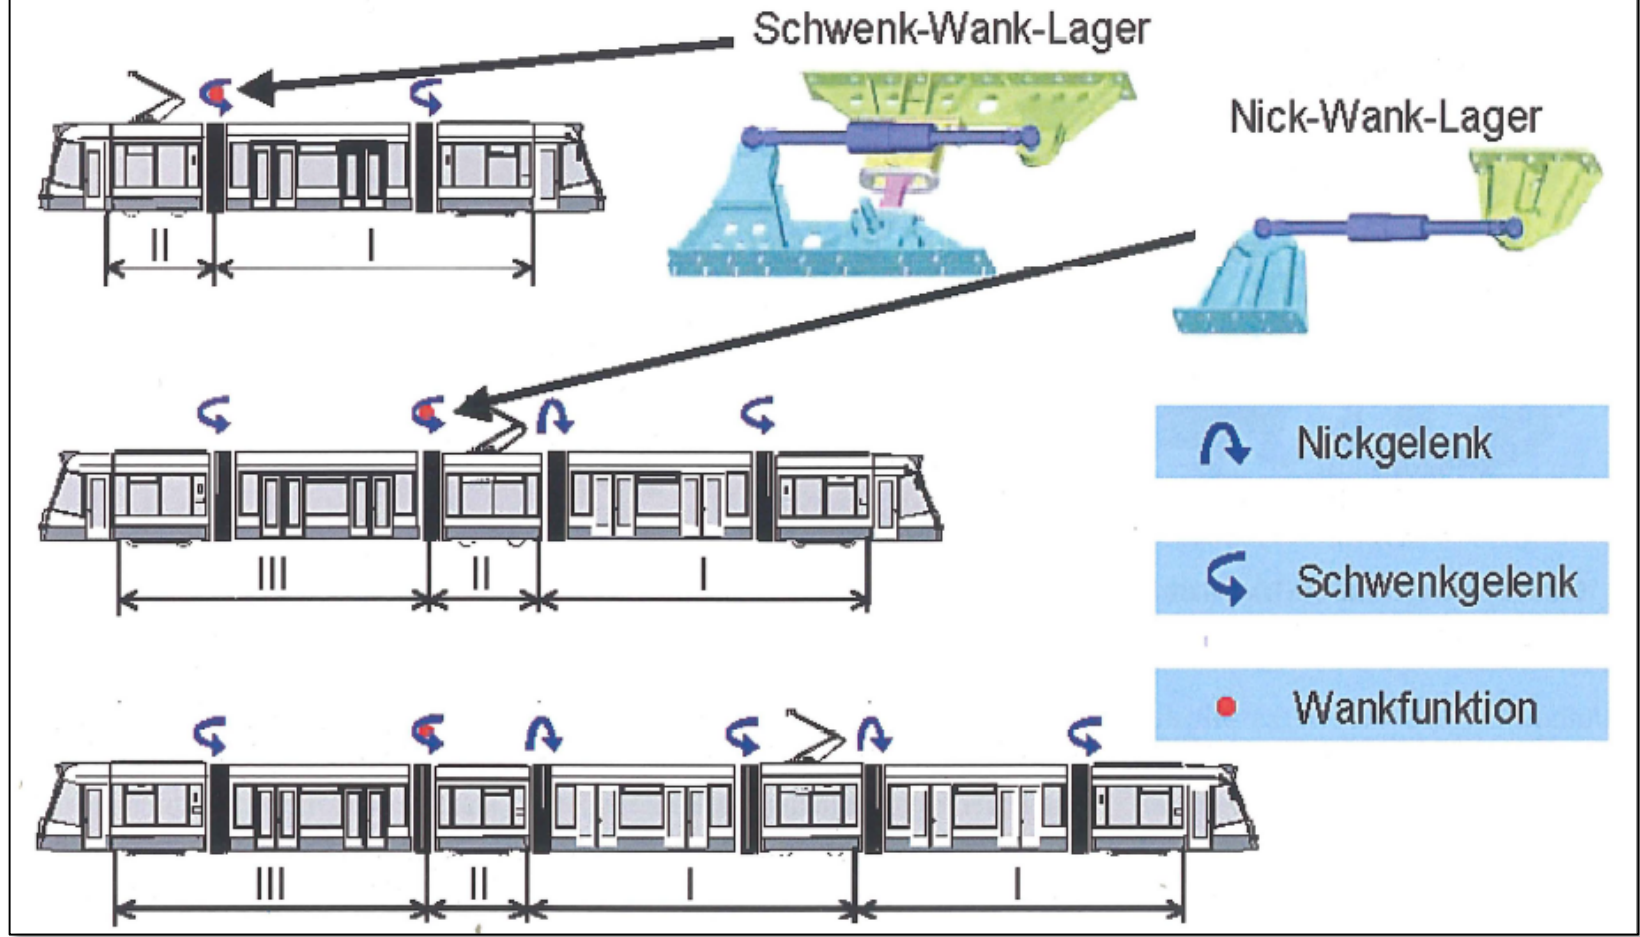 Schwenk-Wank-Lager
Nick-Wank-Lager
II
I
III
II
I
Nickgelenk
Schwenkgelenk
Wankfunktion
III
II
I
I